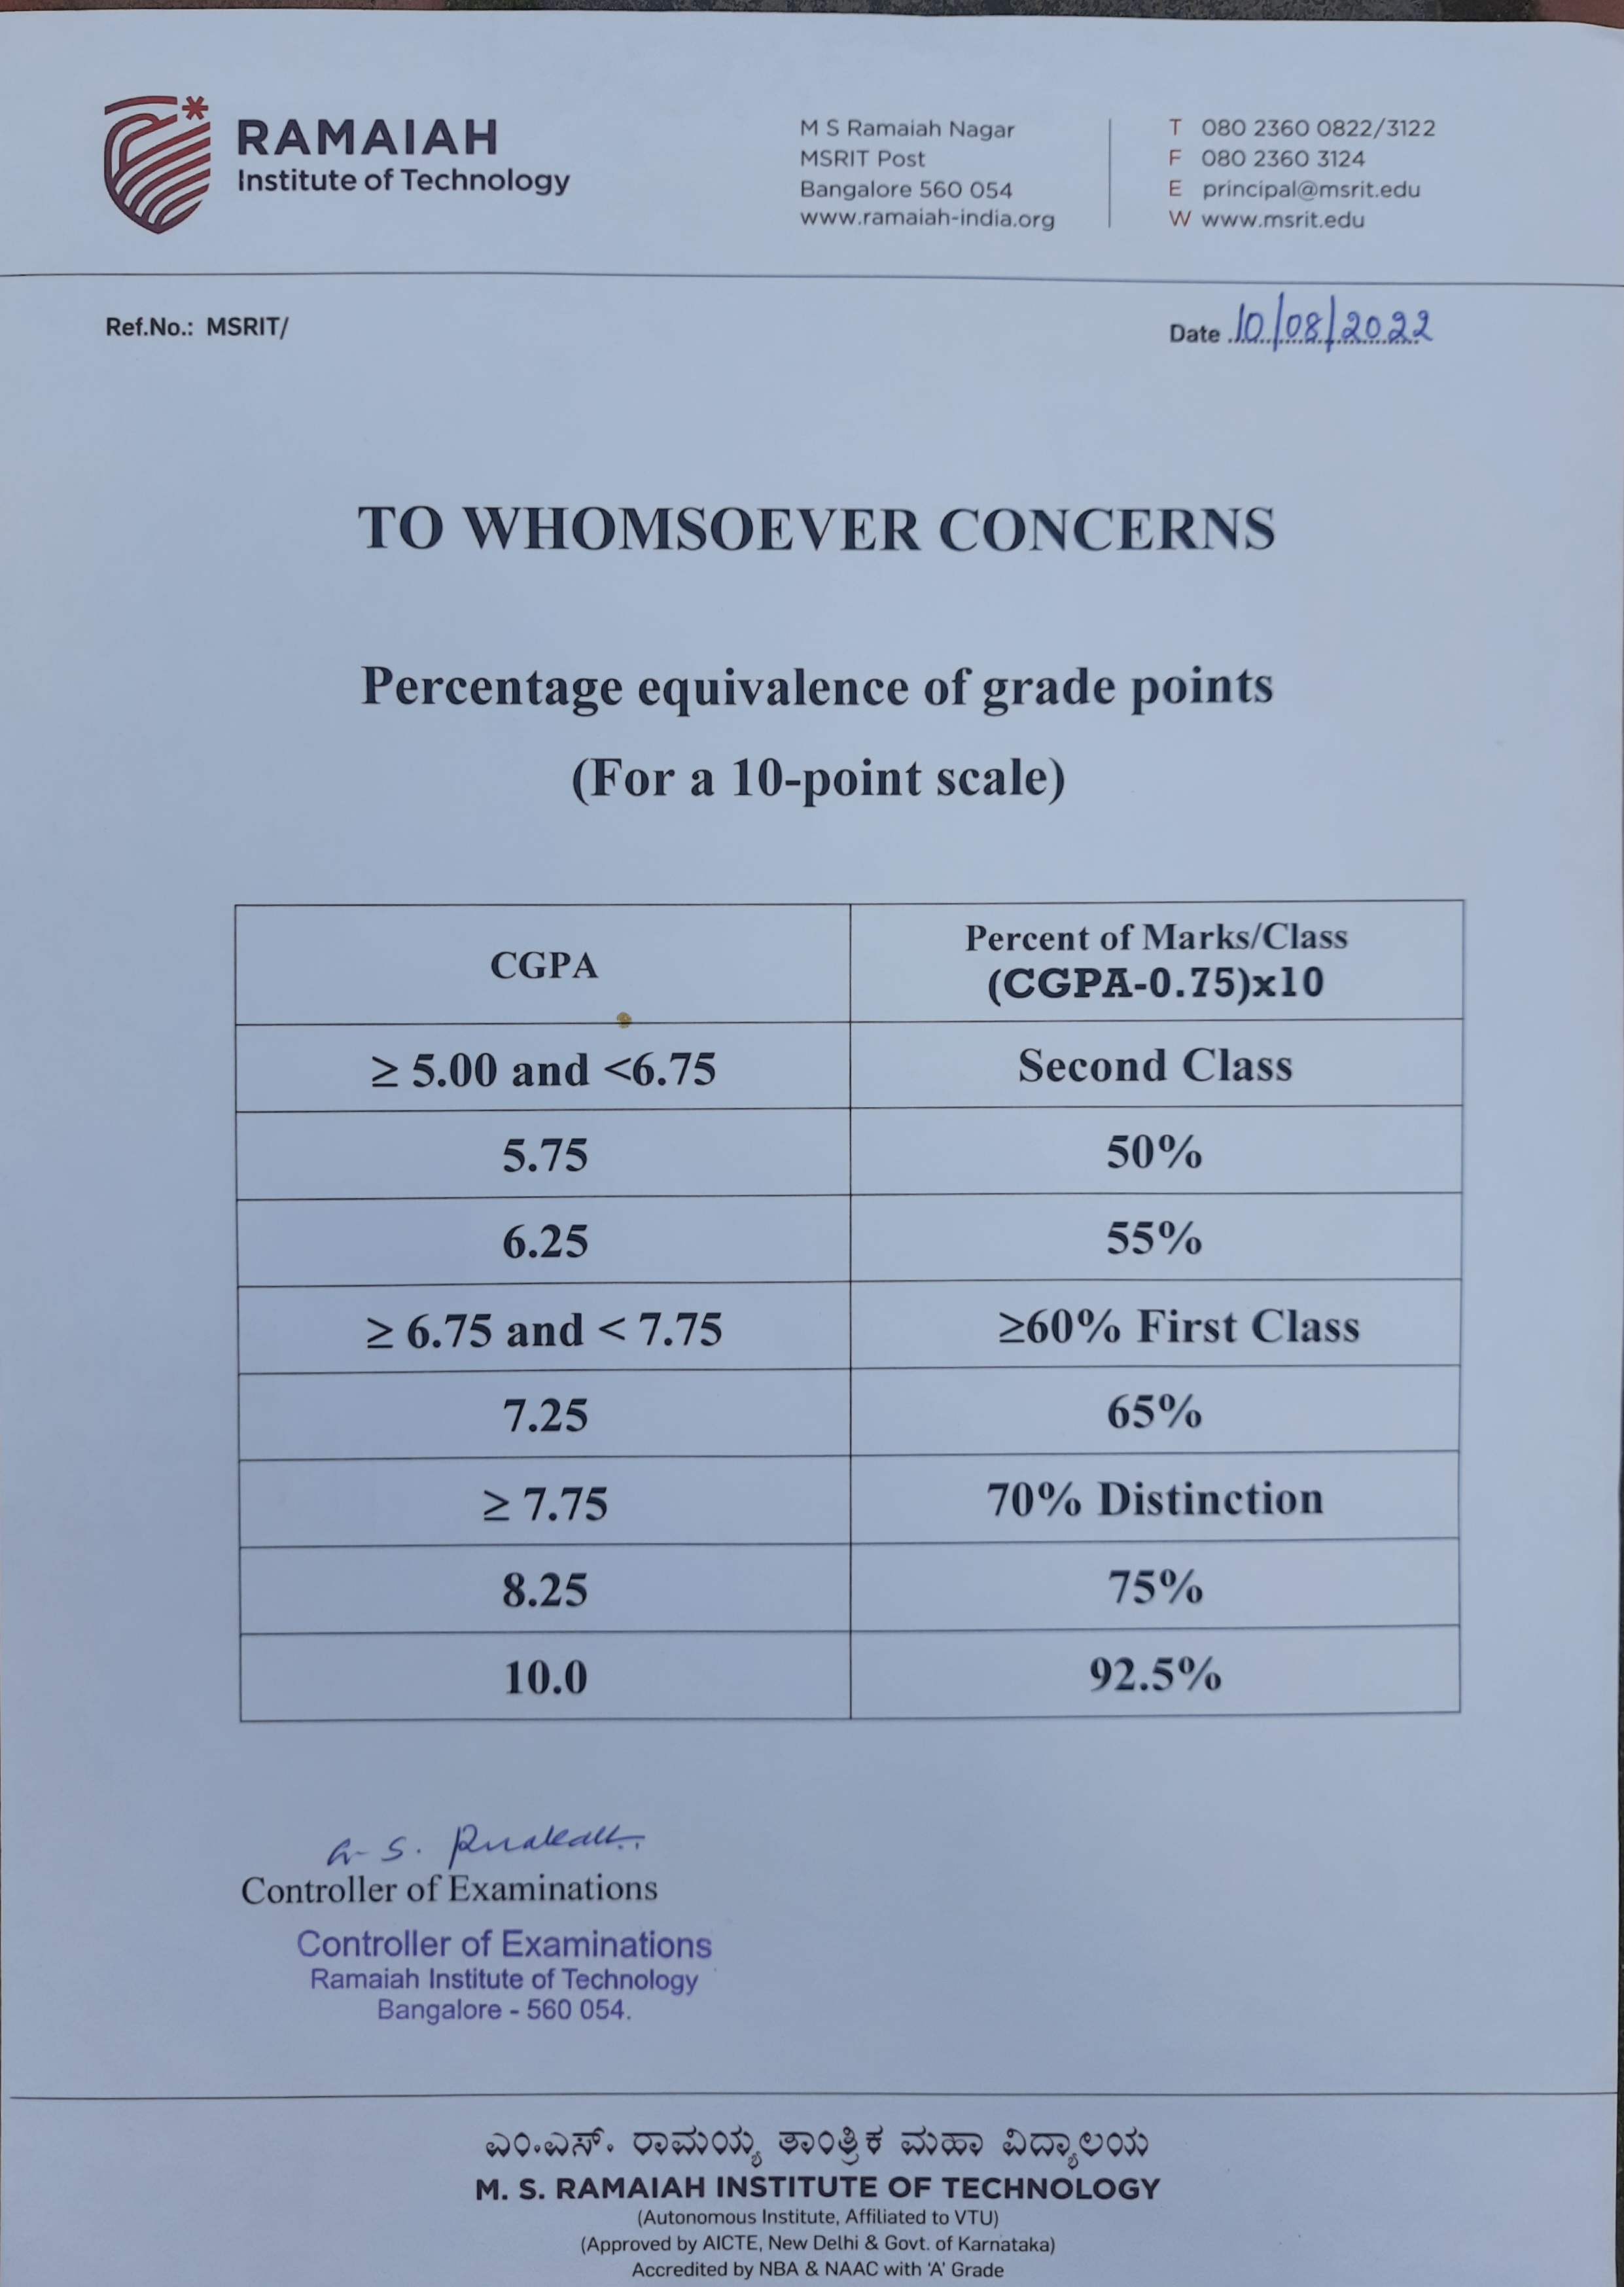 RAMAIAH
Institute of Technology
M S Ramaiah Nagar
MSRIT Post
Bangalore 560 054
www.ramaiah-india.org
T 080 2360 0822/3122
F 080 2360 3124
E principal@msrit.edu
W www.msrit.edu
Ref.No.: MSRIT/
Date 10/08/2022
TO WHOMSOEVER CONCERNS
Percentage equivalence of grade points
(For a 10-point scale)
CGPA
Percent of Marks/Class
(CGPA-0.75)x10
≥ 5.00 and <6.75 Second Class
5.75 50%
6.25 55%
≥ 6.75 and < 7.75 ≥60% First Class
7.25 65%
≥ 7.75 70% Distinction
8.25 75%
10.0 92.5%
Controller of Examinations
Controller of Examinations
Ramaiah Institute of Technology
Bangalore - 560 054.
ಎಂ.ಎಸ್. ರಾಮಯ್ಯ ತಾಂತ್ರಿಕ ಮಹಾ ವಿದ್ಯಾಲಯ
M. S. RAMAIAH INSTITUTE OF TECHNOLOGY
(Autonomous Institute, Affiliated to VTU)
(Approved by AICTE, New Delhi & Govt. of Karnataka)
Accredited by NBA & NAAC with 'A' Grade